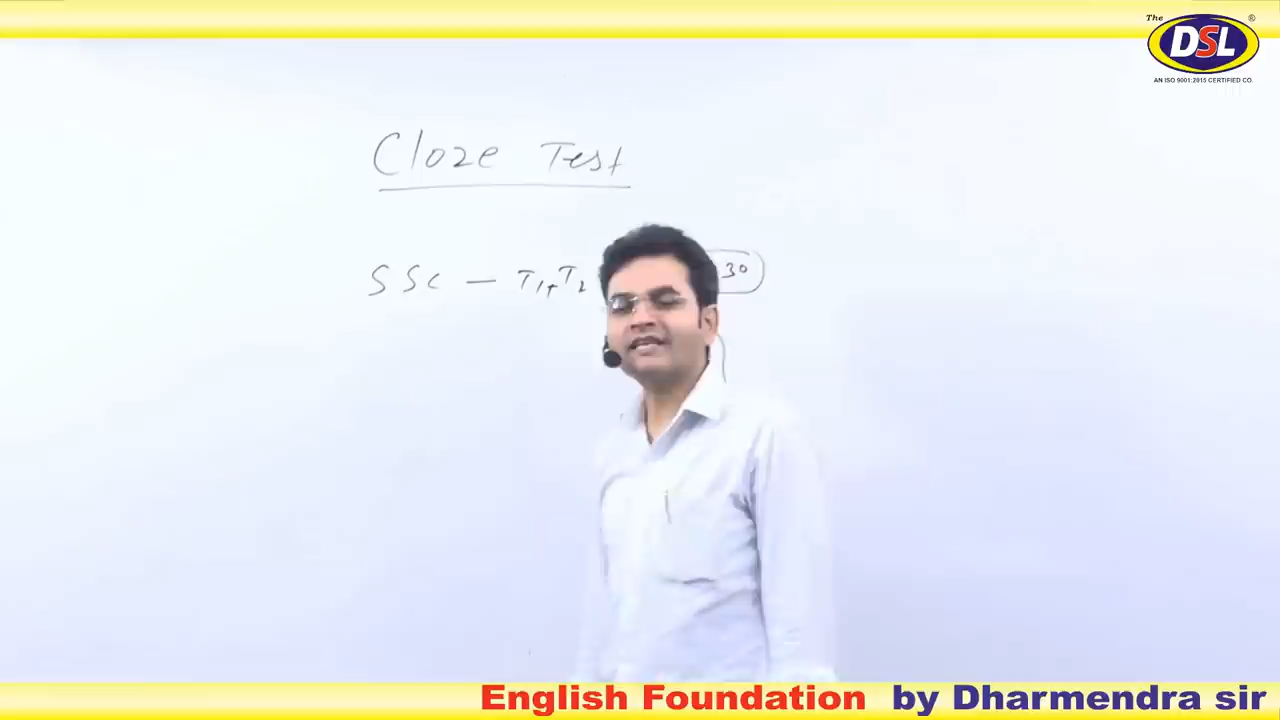 The
DSL ®
AN ISO 9001:2015 CERTIFIED CO.
Cloze Test
SSC — T1+T2 30
English Foundation by Dharmendra sir